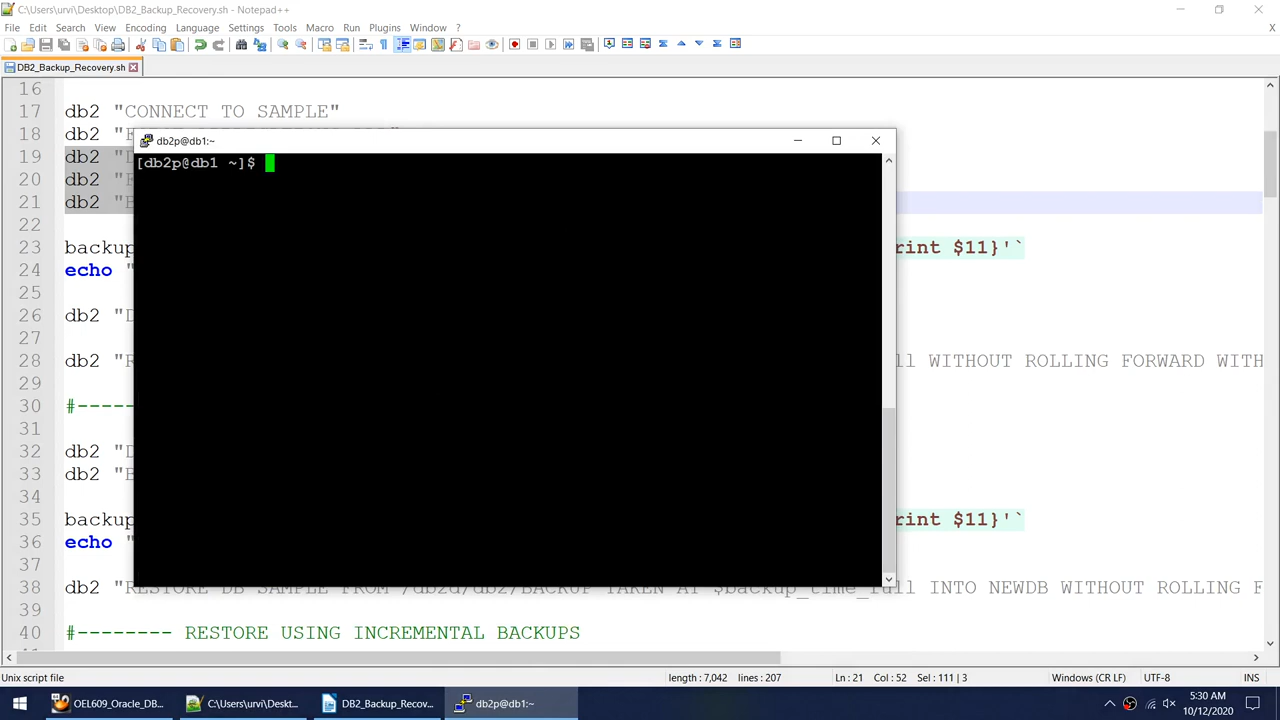 C:\Users\urvi\Desktop\DB2_Backup_Recovery.sh - Notepad++
File Edit Search View Encoding Language Settings Tools Macro Run Plugins Window X
DB2_Backup_Recovery.sh
16
17 db2 "CONNECT TO SAMPLE"
18 db2 "
db2p@db1:~
[db2p@db1 ~]$
19 db2 "
20 db2 "
21 db2 "
22
23 backup rint $11}'`
24 echo "
25
26 db2 "
27
28 db2 "R ll WITHOUT ROLLING FORWARD WITH
29
30 #-----
31
32 db2 "
33 db2 "
34
35 backup rint $11}'`
36 echo "
37
38 db2 "RESTORE DB SAMPLE FROM /db2d/db2/BACKUP TAKEN AT $backup_time_full INTO NEWDB WITHOUT ROLLING F
39
40 #-------- RESTORE USING INCREMENTAL BACKUPS
Unix script file length : 7,042 lines : 207 Ln : 21 Col : 52 Sel : 111 | 3 Windows (CR LF) UTF-8 INS
OEL609_Oracle_DB... C:\Users\urvi\Deskt... DB2_Backup_Recov... db2p@db1:~ 5:30 AM
10/12/2020